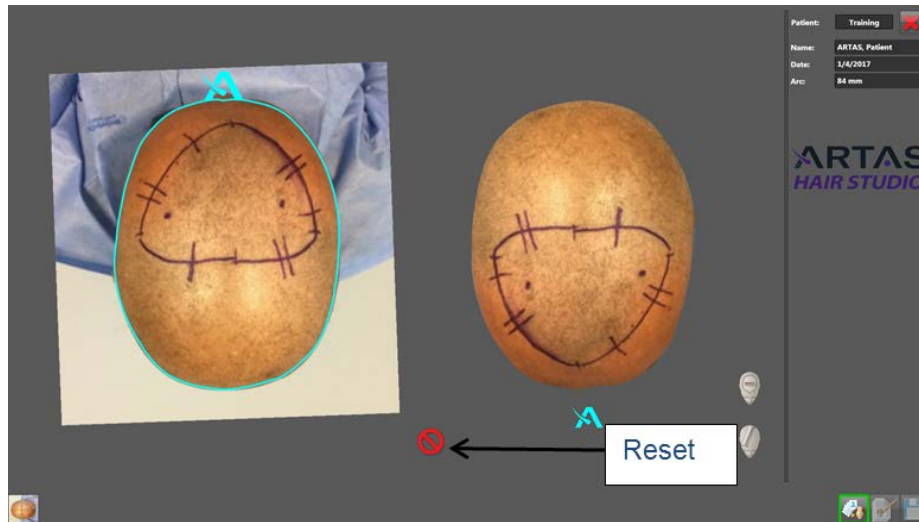 Patient: Training
Name: ARTAS, Patient
Date: 1/4/2017
Arc: 84 mm
ARTAS
HAIR STUDIO
Reset